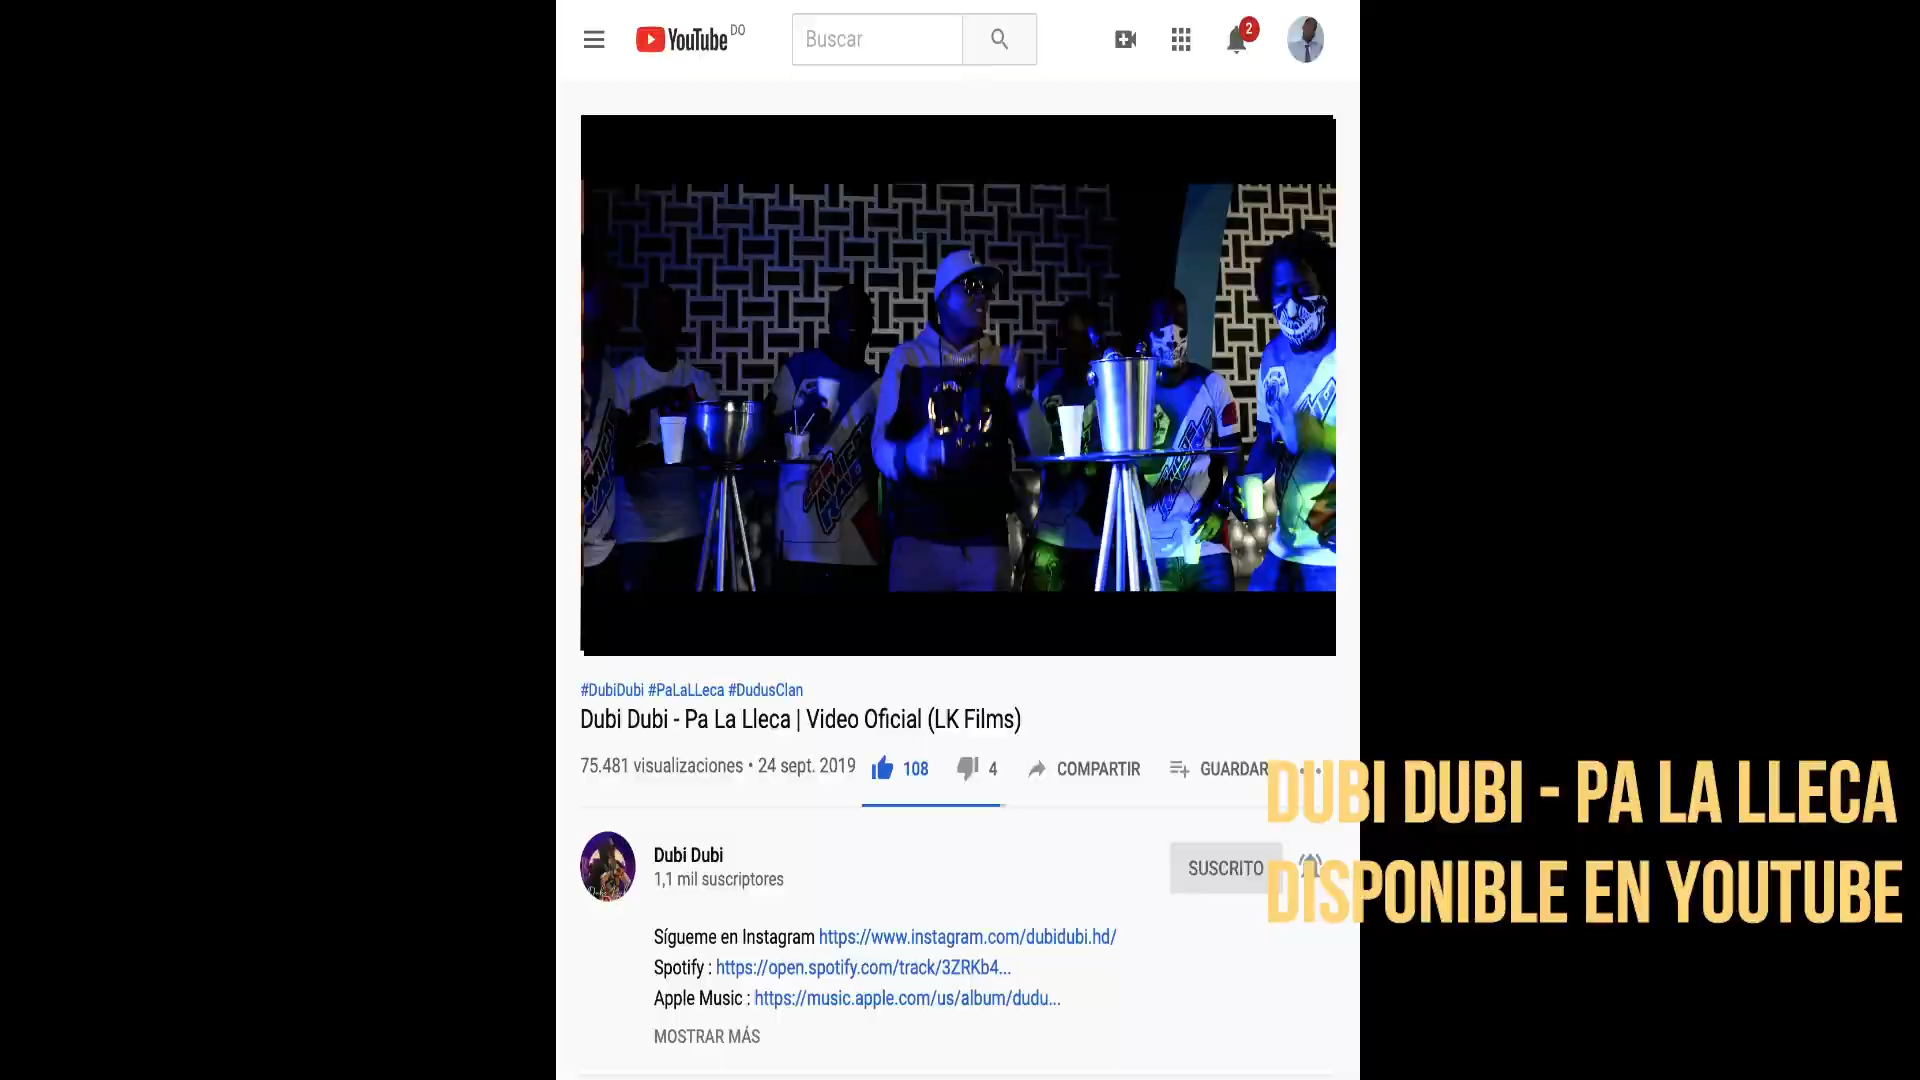 YouTube DO
Buscar
2
#DubiDubi #PaLaLLeca #DudusClan
Dubi Dubi - Pa La Lleca | Video Oficial (LK Films)
75.481 visualizaciones • 24 sept. 2019
108
4
COMPARTIR
GUARDAR
DUBI DUBI - PA LA LLECA
DISPONIBLE EN YOUTUBE
Dubi Dubi
1,1 mil suscriptores
SUSCRITO
Sígueme en Instagram https://www.instagram.com/dubidubi.hd/
Spotify : https://open.spotify.com/track/3ZRKb4...
Apple Music : https://music.apple.com/us/album/dudu...
MOSTRAR MÁS